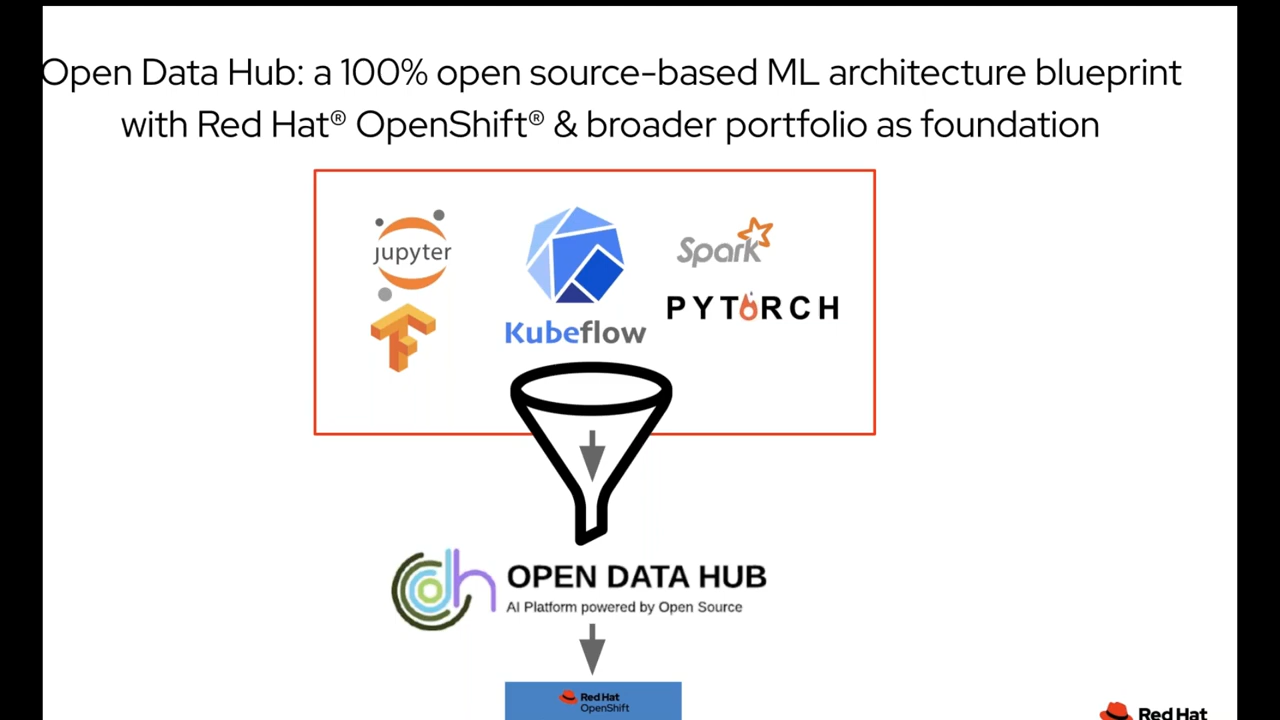 Open Data Hub: a 100% open source-based ML architecture blueprint
with Red Hat® OpenShift® & broader portfolio as foundation
jupyter
Spark
PYTORCH
Kubeflow
odh
OPEN DATA HUB
AI Platform powered by Open Source
Red Hat
OpenShift
Red Hat